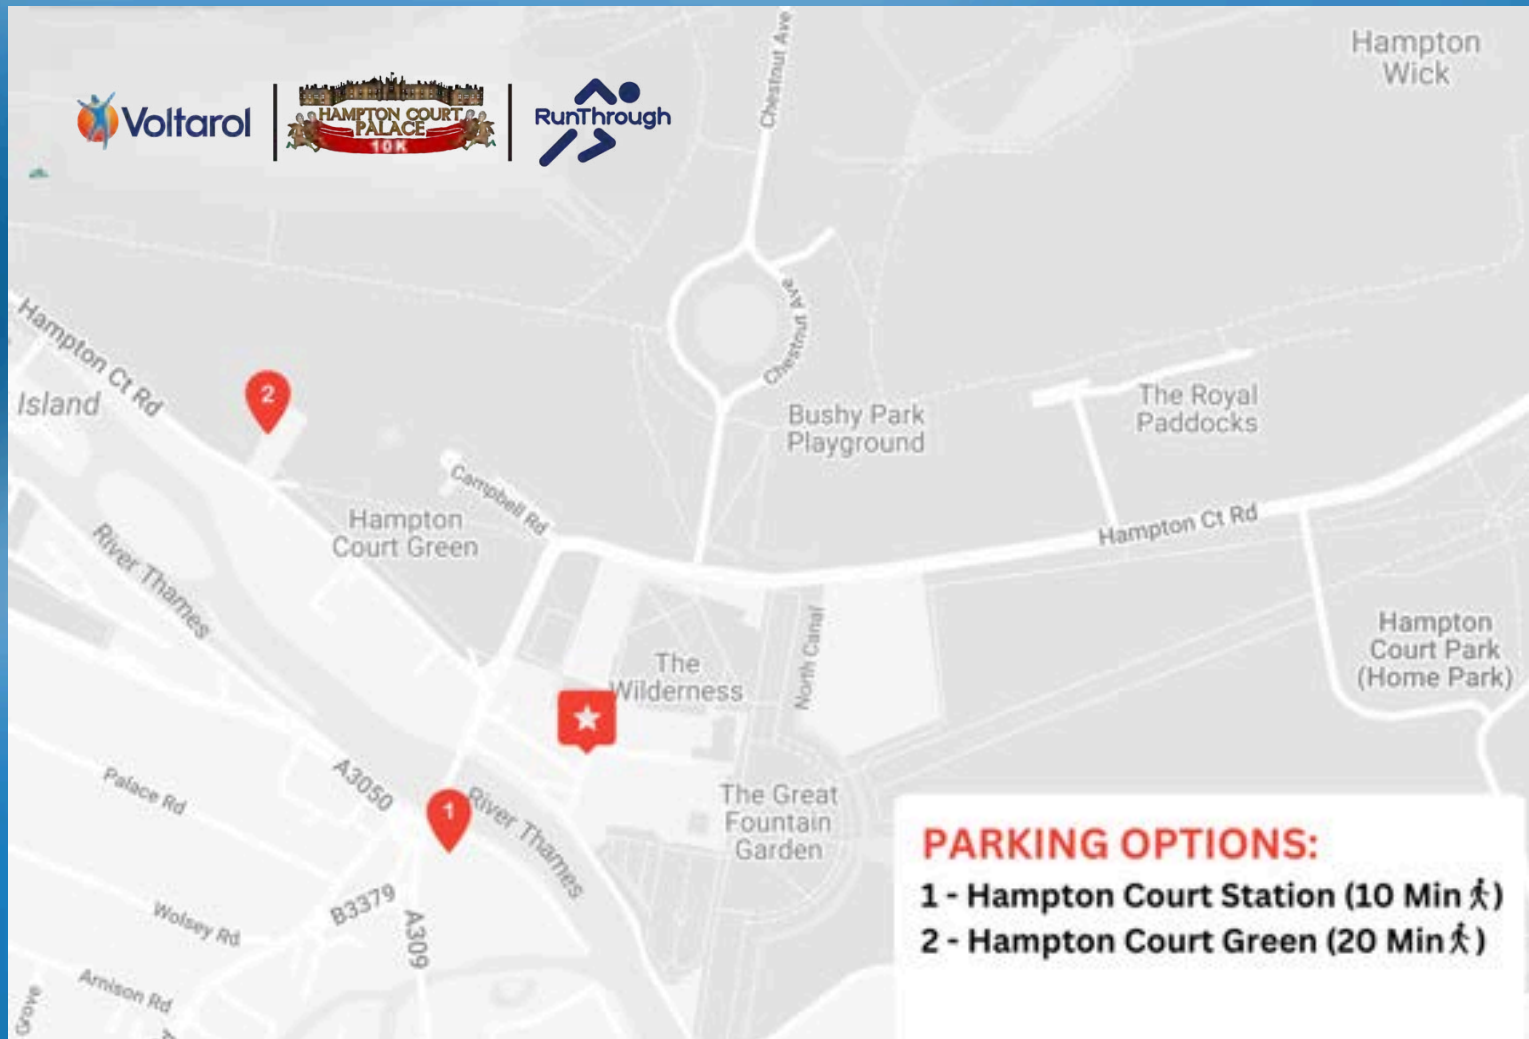 Voltarol
HAMPTON COURT
PALACE
10K
RunThrough
Hampton
Wick
Chestnut Ave
Chestnut Ave
Hampton Ct Rd
Island
2
Bushy Park
Playground
The Royal
Paddocks
Campbell Rd
Hampton
Court Green
Hampton Ct Rd
River Thames
North Canal
The
Wilderness
Hampton
Court Park
(Home Park)
A3050
Palace Rd
1
River Thames
The Great
Fountain
Garden
B3379
A309
Wolsey Rd
Arnison Rd
Grove
PARKING OPTIONS:
1 - Hampton Court Station (10 Min)
2 - Hampton Court Green (20 Min)